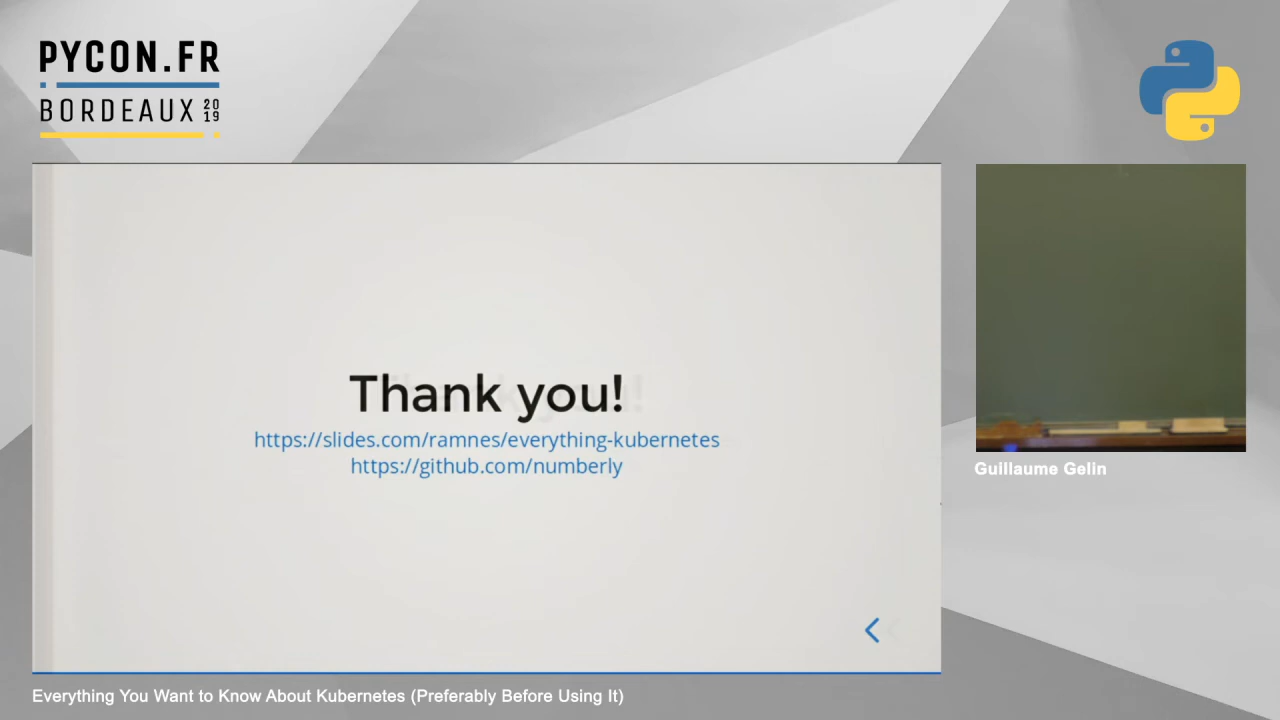 PYCON.FR
BORDEAUX 2019
Thank you!
https://slides.com/ramnes/everything-kubernetes
https://github.com/numberly
Guillaume Gelin
Everything You Want to Know About Kubernetes (Preferably Before Using It)